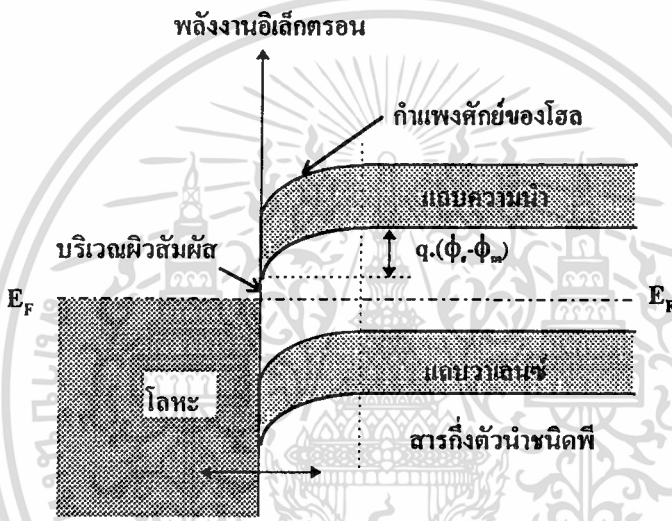 พลังงานอิเล็กตรอน
กำแพงศักย์ของโฮล
แถบความนำ
บริเวณผิวสัมผัส
q.(ϕₛ-ϕₘ)
E_F
E_F
แถบวาเลนซ์
โลหะ
สารกึ่งตัวนำชนิดพี